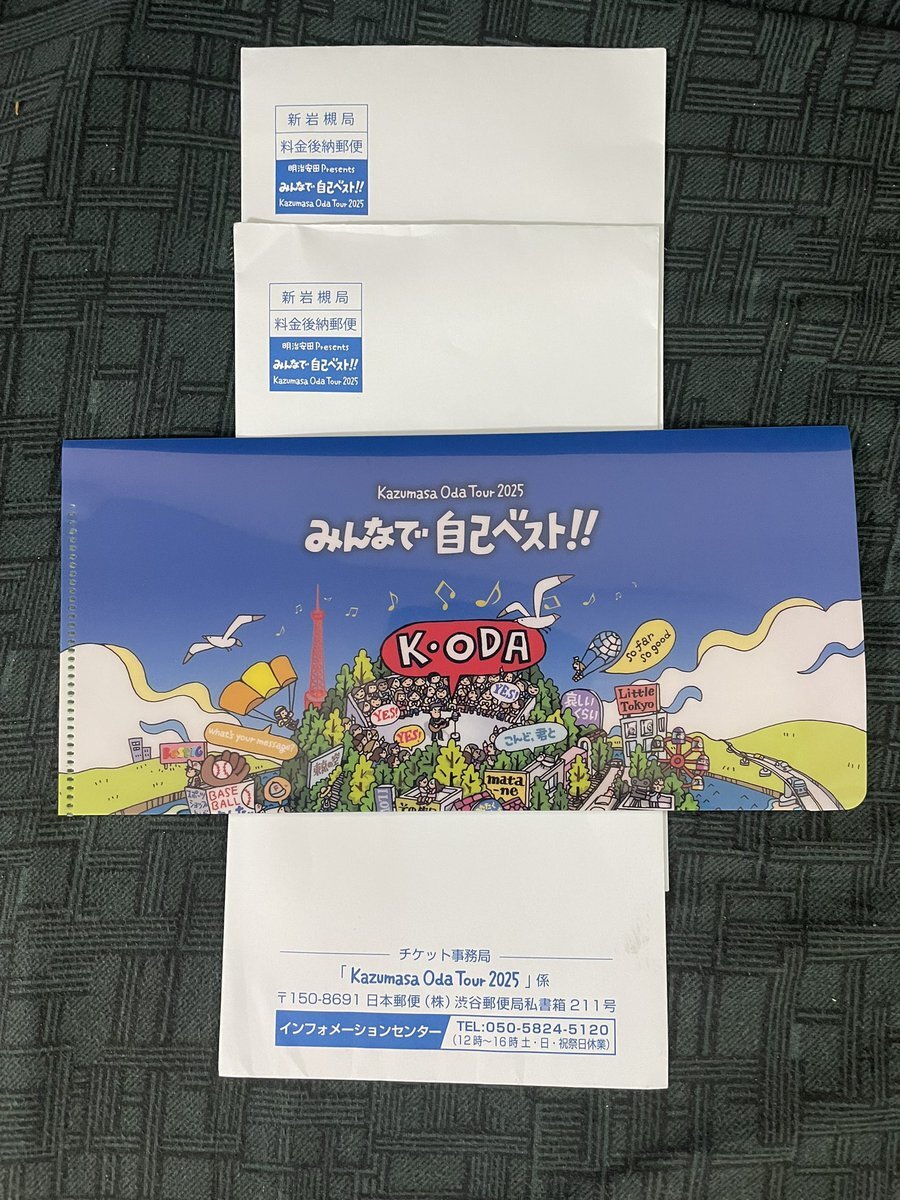 新岩槻局
料金後納郵便
明治安田 Presents
みんなで 自己ベスト!!
Kazumasa Oda Tour 2025
新岩槻局
料金後納郵便
明治安田 Presents
みんなで 自己ベスト!!
Kazumasa Oda Tour 2025
Kazumasa Oda Tour 2025
みんなで 自己ベスト!!
K・ODA
so far
so good
YES!
YES!
YES!
哀しい
くらい
Little
Tokyo
what's your message?
こんど、君と
BASE
BALL
mata-
ne
チケット事務局
「Kazumasa Oda Tour 2025」係
〒150-8691 日本郵便(株)渋谷郵便局私書箱 211号
インフォメーションセンター
TEL:050-5824-5120
(12時～16時 土・日・祝祭日休業)